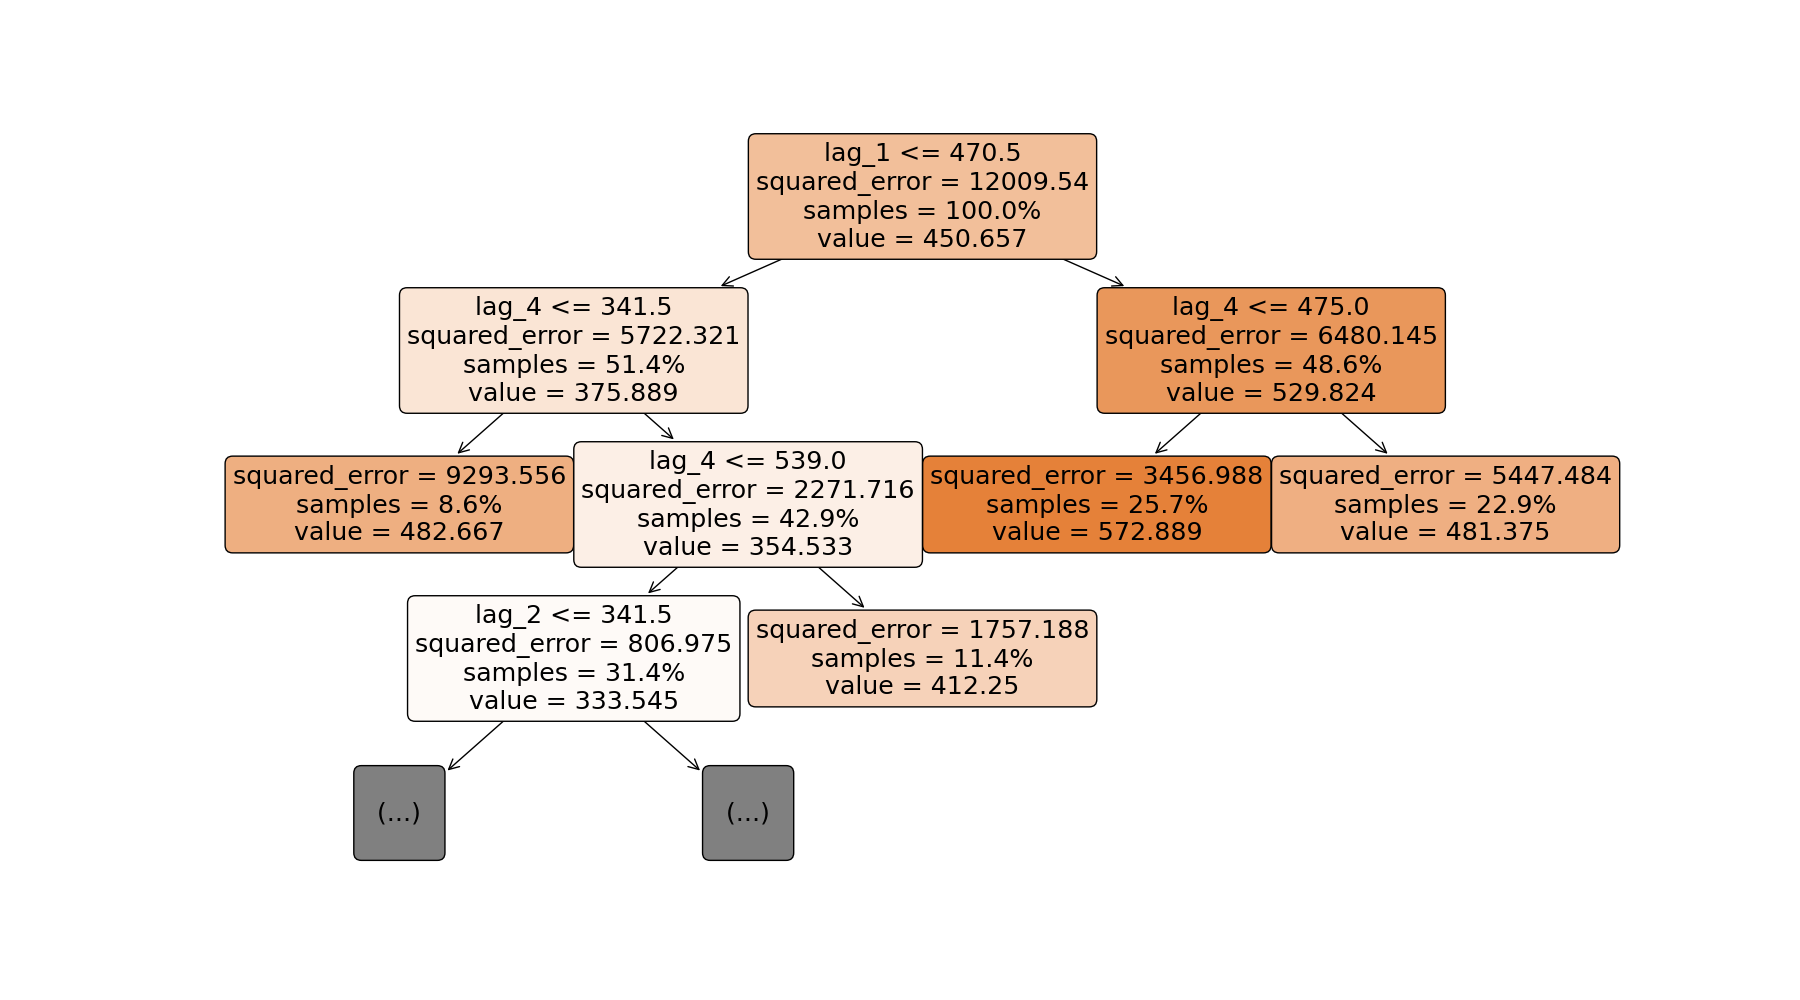 lag_1 <= 470.5
squared_error = 12009.54
samples = 100.0%
value = 450.657
lag_4 <= 341.5
squared_error = 5722.321
samples = 51.4%
value = 375.889
lag_4 <= 475.0
squared_error = 6480.145
samples = 48.6%
value = 529.824
squared_error = 9293.556
samples = 8.6%
value = 482.667
lag_4 <= 539.0
squared_error = 2271.716
samples = 42.9%
value = 354.533
squared_error = 3456.988
samples = 25.7%
value = 572.889
squared_error = 5447.484
samples = 22.9%
value = 481.375
lag_2 <= 341.5
squared_error = 806.975
samples = 31.4%
value = 333.545
squared_error = 1757.188
samples = 11.4%
value = 412.25
(...)
(...)